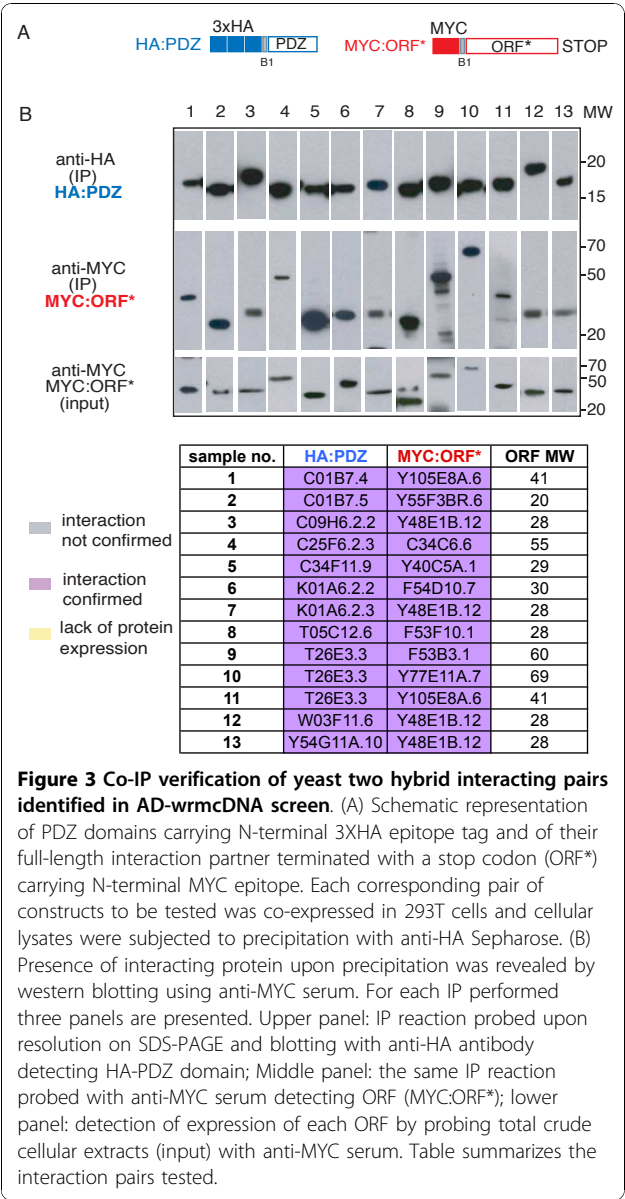 A
HA:PDZ 3xHA PDZ B1
MYC:ORF* MYC ORF* STOP B1
B
1 2 3 4 5 6 7 8 9 10 11 12 13 MW
anti-HA
(IP)
HA:PDZ
-20
-15
anti-MYC
(IP)
MYC:ORF*
-70
-50
-20
anti-MYC
MYC:ORF*
(input)
-70
-50
-20
interaction
not confirmed
interaction
confirmed
lack of protein
expression
sample no. HA:PDZ MYC:ORF* ORF MW
1 C01B7.4 Y105E8A.6 41
2 C01B7.5 Y55F3BR.6 20
3 C09H6.2.2 Y48E1B.12 28
4 C25F6.2.3 C34C6.6 55
5 C34F11.9 Y40C5A.1 29
6 K01A6.2.2 F54D10.7 30
7 K01A6.2.3 Y48E1B.12 28
8 T05C12.6 F53F10.1 28
9 T26E3.3 F53B3.1 60
10 T26E3.3 Y77E11A.7 69
11 T26E3.3 Y105E8A.6 41
12 W03F11.6 Y48E1B.12 28
13 Y54G11A.10 Y48E1B.12 28
Figure 3 Co-IP verification of yeast two hybrid interacting pairs
identified in AD-wrmcDNA screen. (A) Schematic representation
of PDZ domains carrying N-terminal 3XHA epitope tag and of their
full-length interaction partner terminated with a stop codon (ORF*)
carrying N-terminal MYC epitope. Each corresponding pair of
constructs to be tested was co-expressed in 293T cells and cellular
lysates were subjected to precipitation with anti-HA Sepharose. (B)
Presence of interacting protein upon precipitation was revealed by
western blotting using anti-MYC serum. For each IP performed
three panels are presented. Upper panel: IP reaction probed upon
resolution on SDS-PAGE and blotting with anti-HA antibody
detecting HA-PDZ domain; Middle panel: the same IP reaction
probed with anti-MYC serum detecting ORF (MYC:ORF*); lower
panel: detection of expression of each ORF by probing total crude
cellular extracts (input) with anti-MYC serum. Table summarizes the
interaction pairs tested.